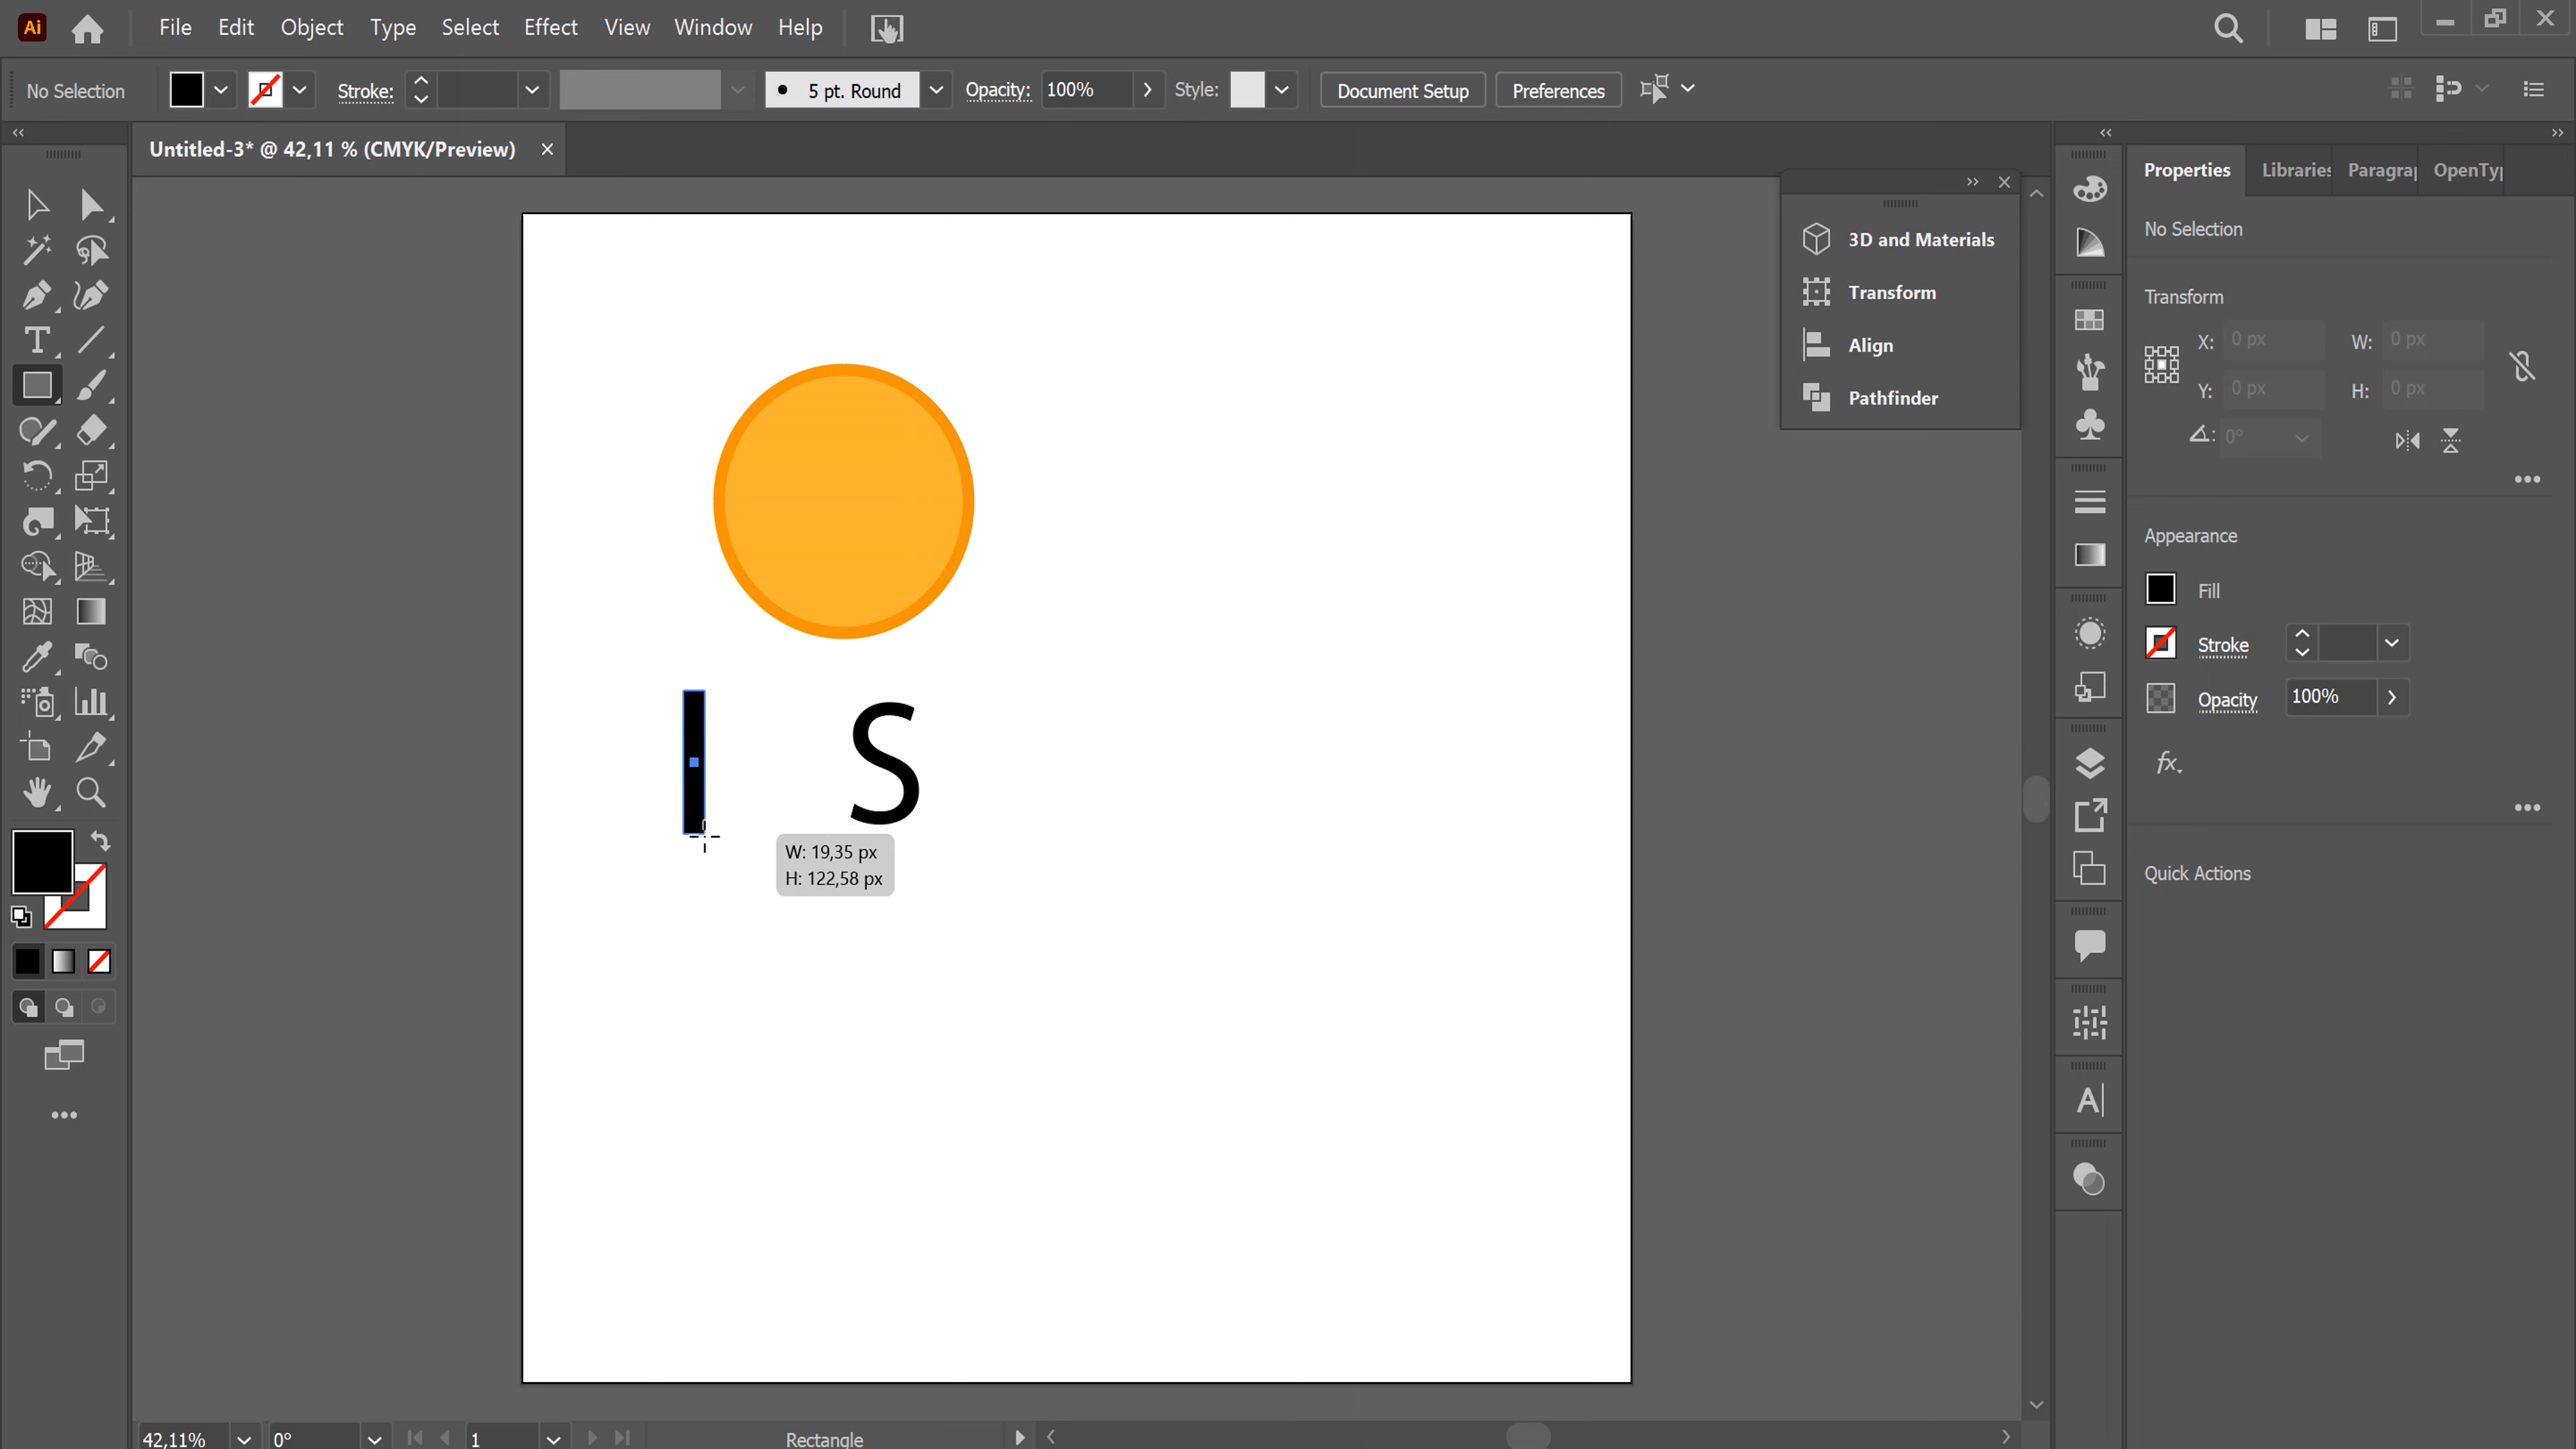 Ai File Edit Object Type Select Effect View Window Help
No Selection Stroke: 5 pt. Round Opacity: 100% Style: Document Setup Preferences
Untitled-3* @ 42,11 % (CMYK/Preview)
3D and Materials
Transform
Align
Pathfinder
S
W: 19,35 px
H: 122,58 px
Properties Libraries Paragra OpenTy
No Selection
Transform
X: 0 px W: 0 px
Y: 0 px H: 0 px
0°
Appearance
Fill
Stroke
Opacity 100%
fx
Quick Actions
42,11% 0° 1 Rectangle